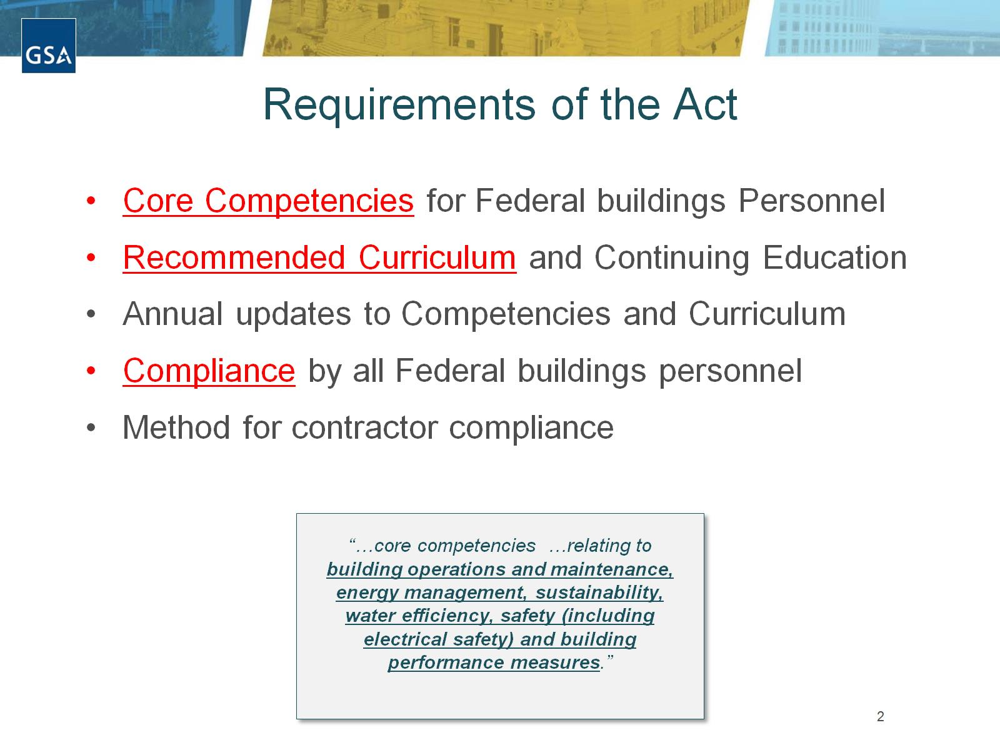 GSA
Requirements of the Act
• Core Competencies for Federal buildings Personnel
• Recommended Curriculum and Continuing Education
• Annual updates to Competencies and Curriculum
• Compliance by all Federal buildings personnel
• Method for contractor compliance
“…core competencies …relating to
building operations and maintenance,
energy management, sustainability,
water efficiency, safety (including
electrical safety) and building
performance measures.”
2